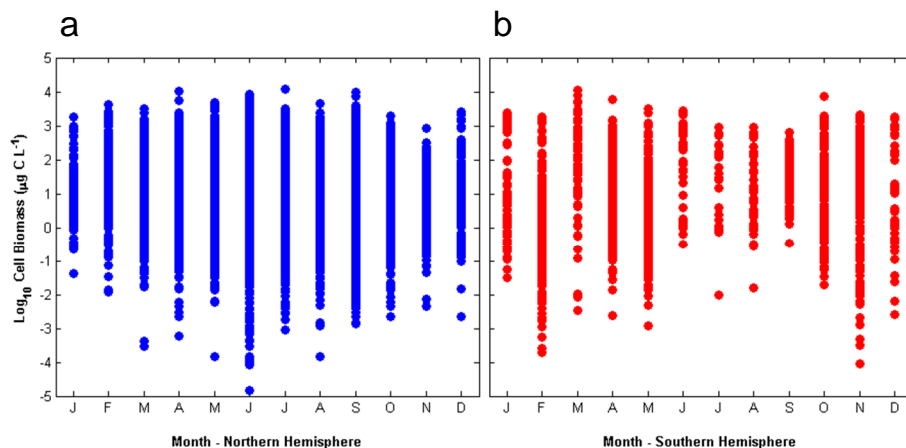 a
b
Log10 Cell Biomass (µg C L-1)
5
4
3
2
1
0
-1
-2
-3
-4
-5
J F M A M J J A S O N D
J F M A M J J A S O N D
Month - Northern Hemisphere
Month - Southern Hemisphere